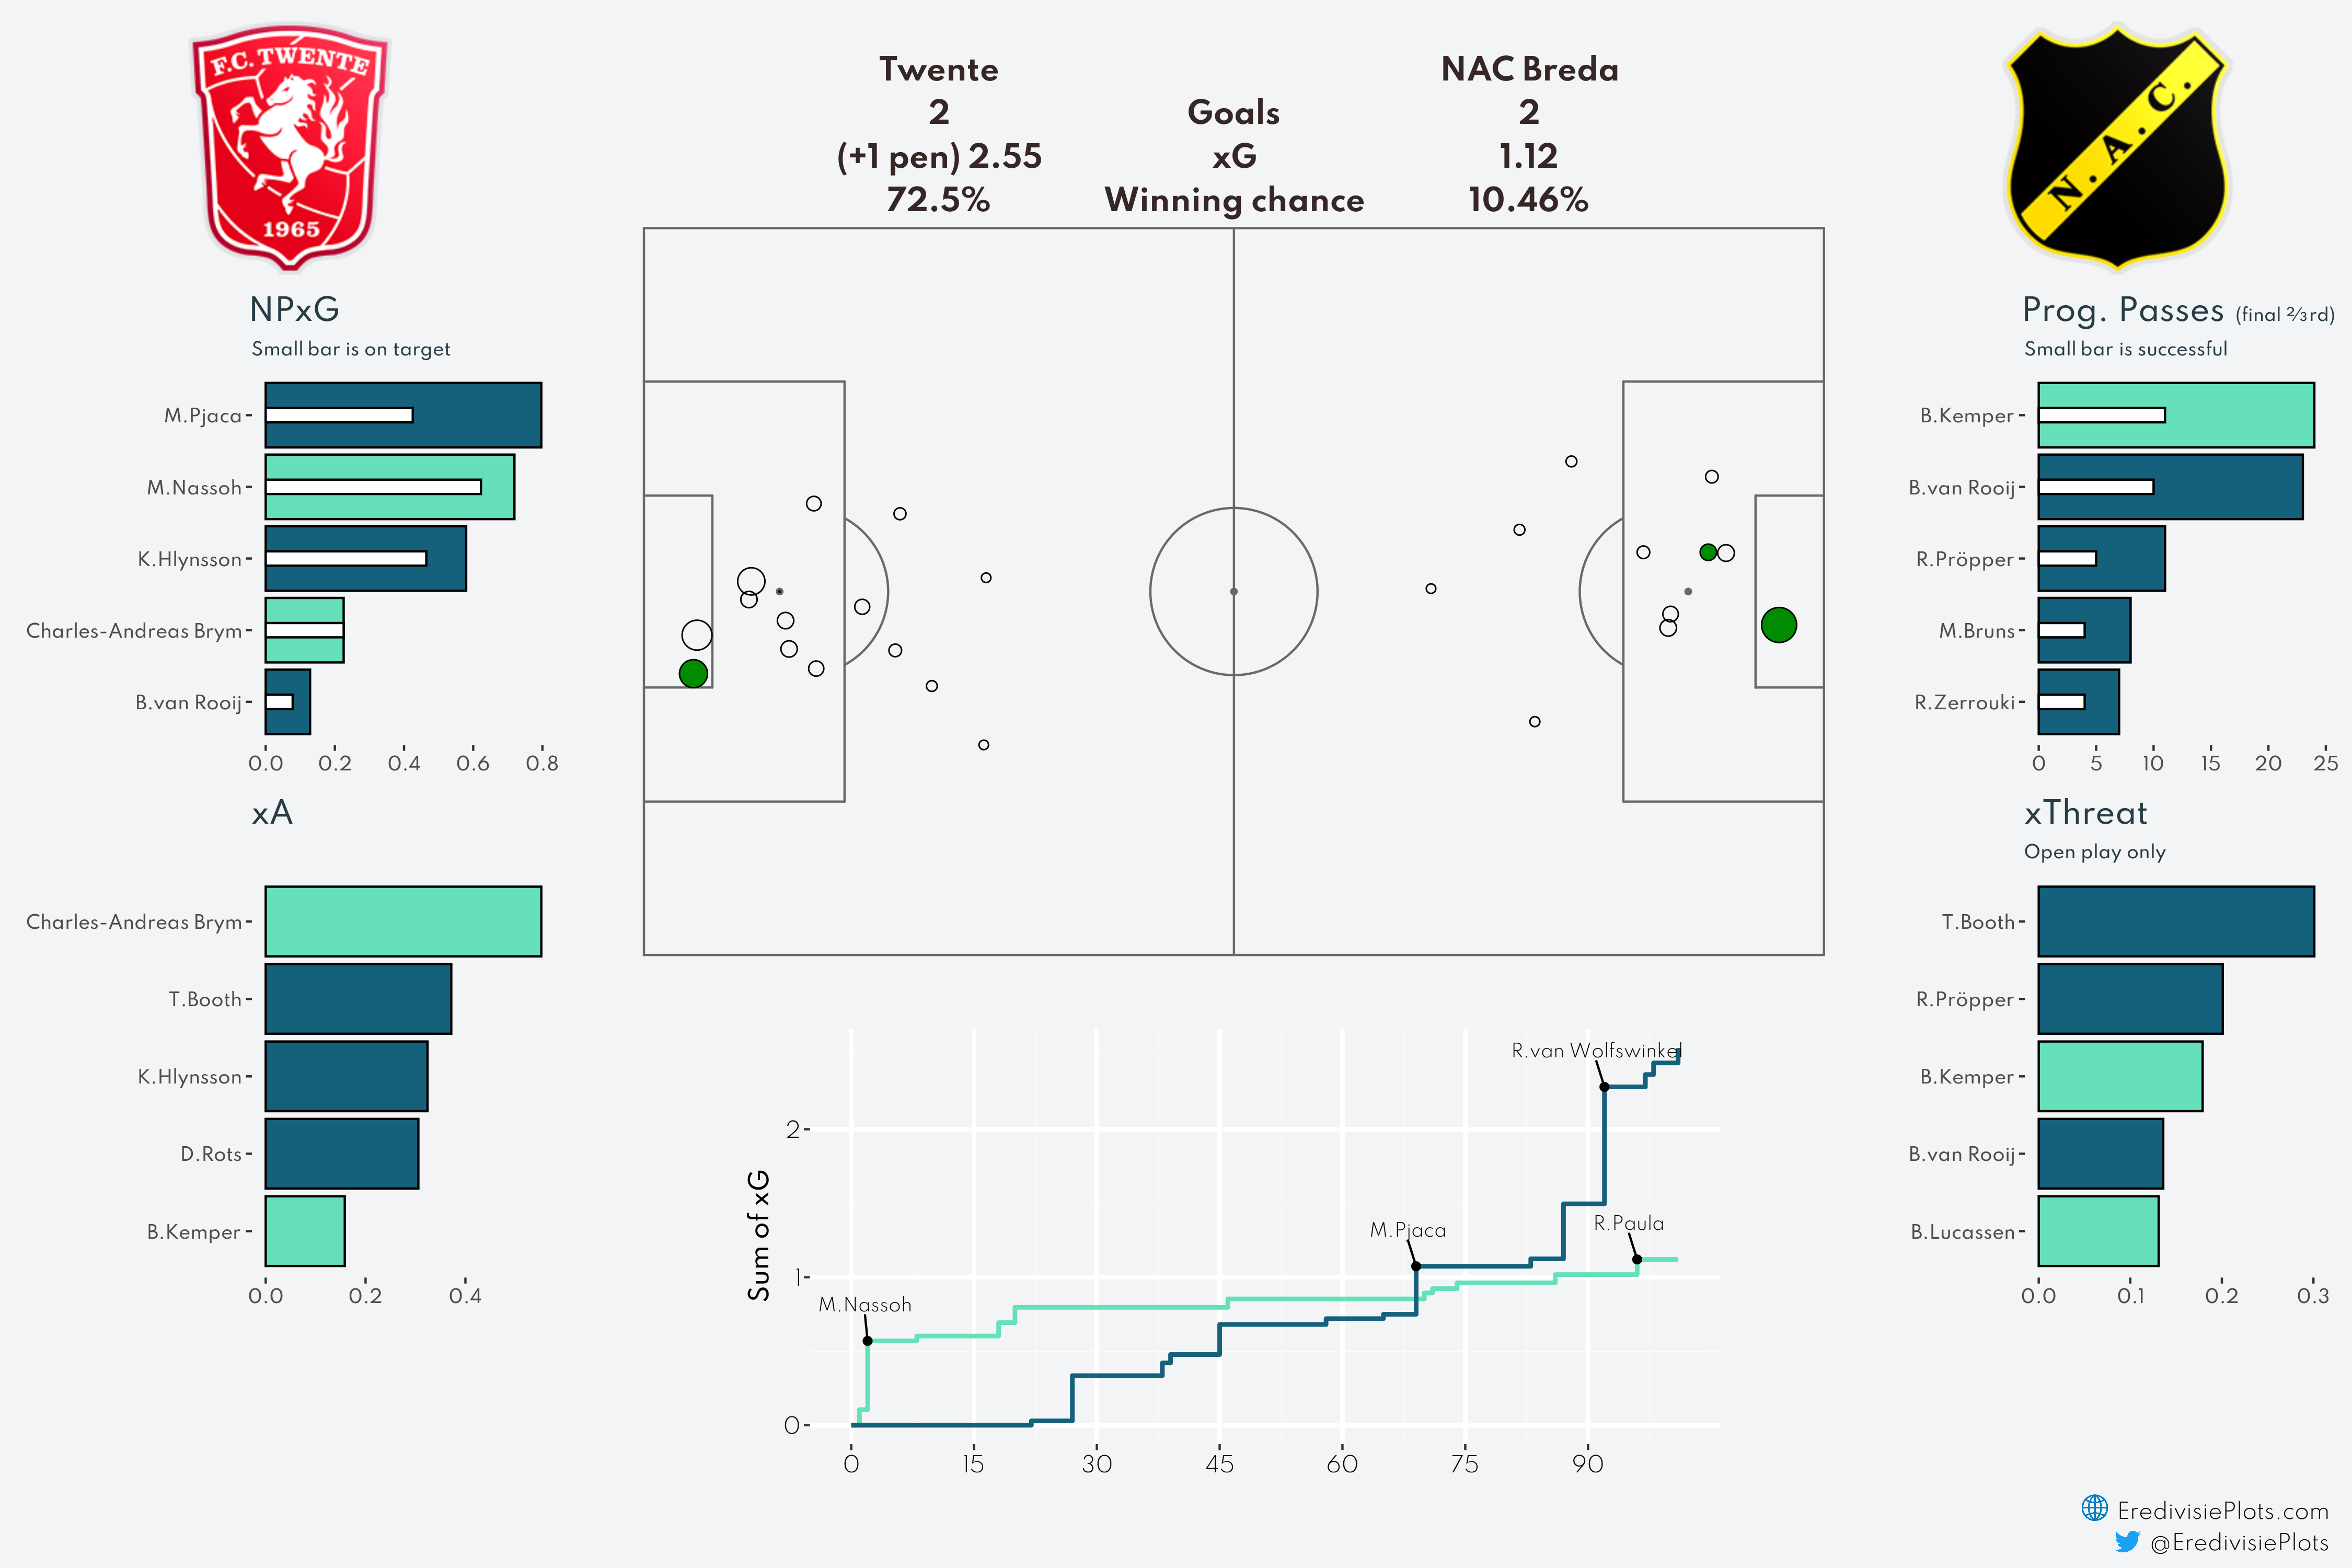 F.C. TWENTE
1965
Twente
NAC Breda
2
Goals
2
(+1 pen) 2.55
xG
1.12
72.5%
Winning chance
10.46%
N.A.C.
NPxG
Small bar is on target
M.Pjaca
M.Nassoh
K.Hlynsson
Charles-Andreas Brym
B.van Rooij
0.0 0.2 0.4 0.6 0.8
xA
Charles-Andreas Brym
T.Booth
K.Hlynsson
D.Rots
B.Kemper
0.0 0.2 0.4
Sum of xG
2
1
0
R.van Wolfswinkel
M.Pjaca
R.Paula
M.Nassoh
0 15 30 45 60 75 90
Prog. Passes (final ⅔rd)
Small bar is successful
B.Kemper
B.van Rooij
R.Pröpper
M.Bruns
R.Zerrouki
0 5 10 15 20 25
xThreat
Open play only
T.Booth
R.Pröpper
B.Kemper
B.van Rooij
B.Lucassen
0.0 0.1 0.2 0.3
EredivisiePlots.com
@EredivisiePlots